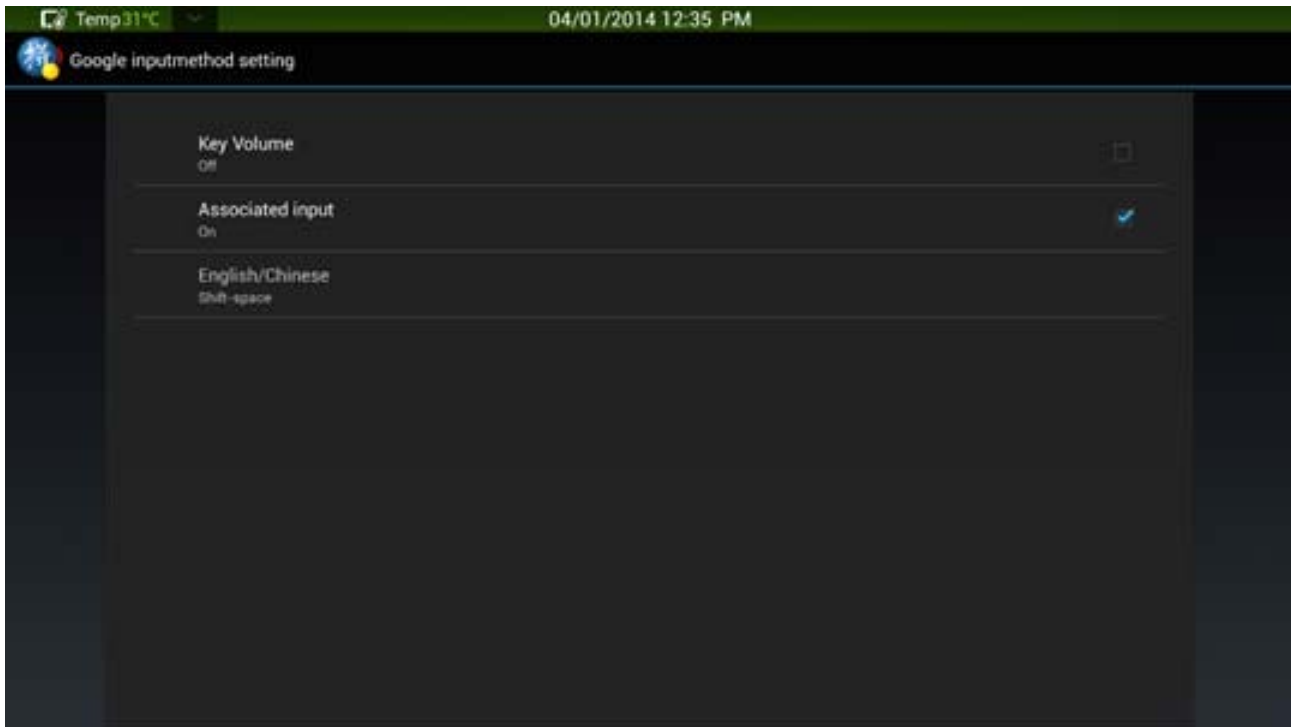 Temp31°C
04/01/2014 12:35 PM
拼
Google inputmethod setting
Key Volume
Off
Associated input
On
English/Chinese
Shift-space